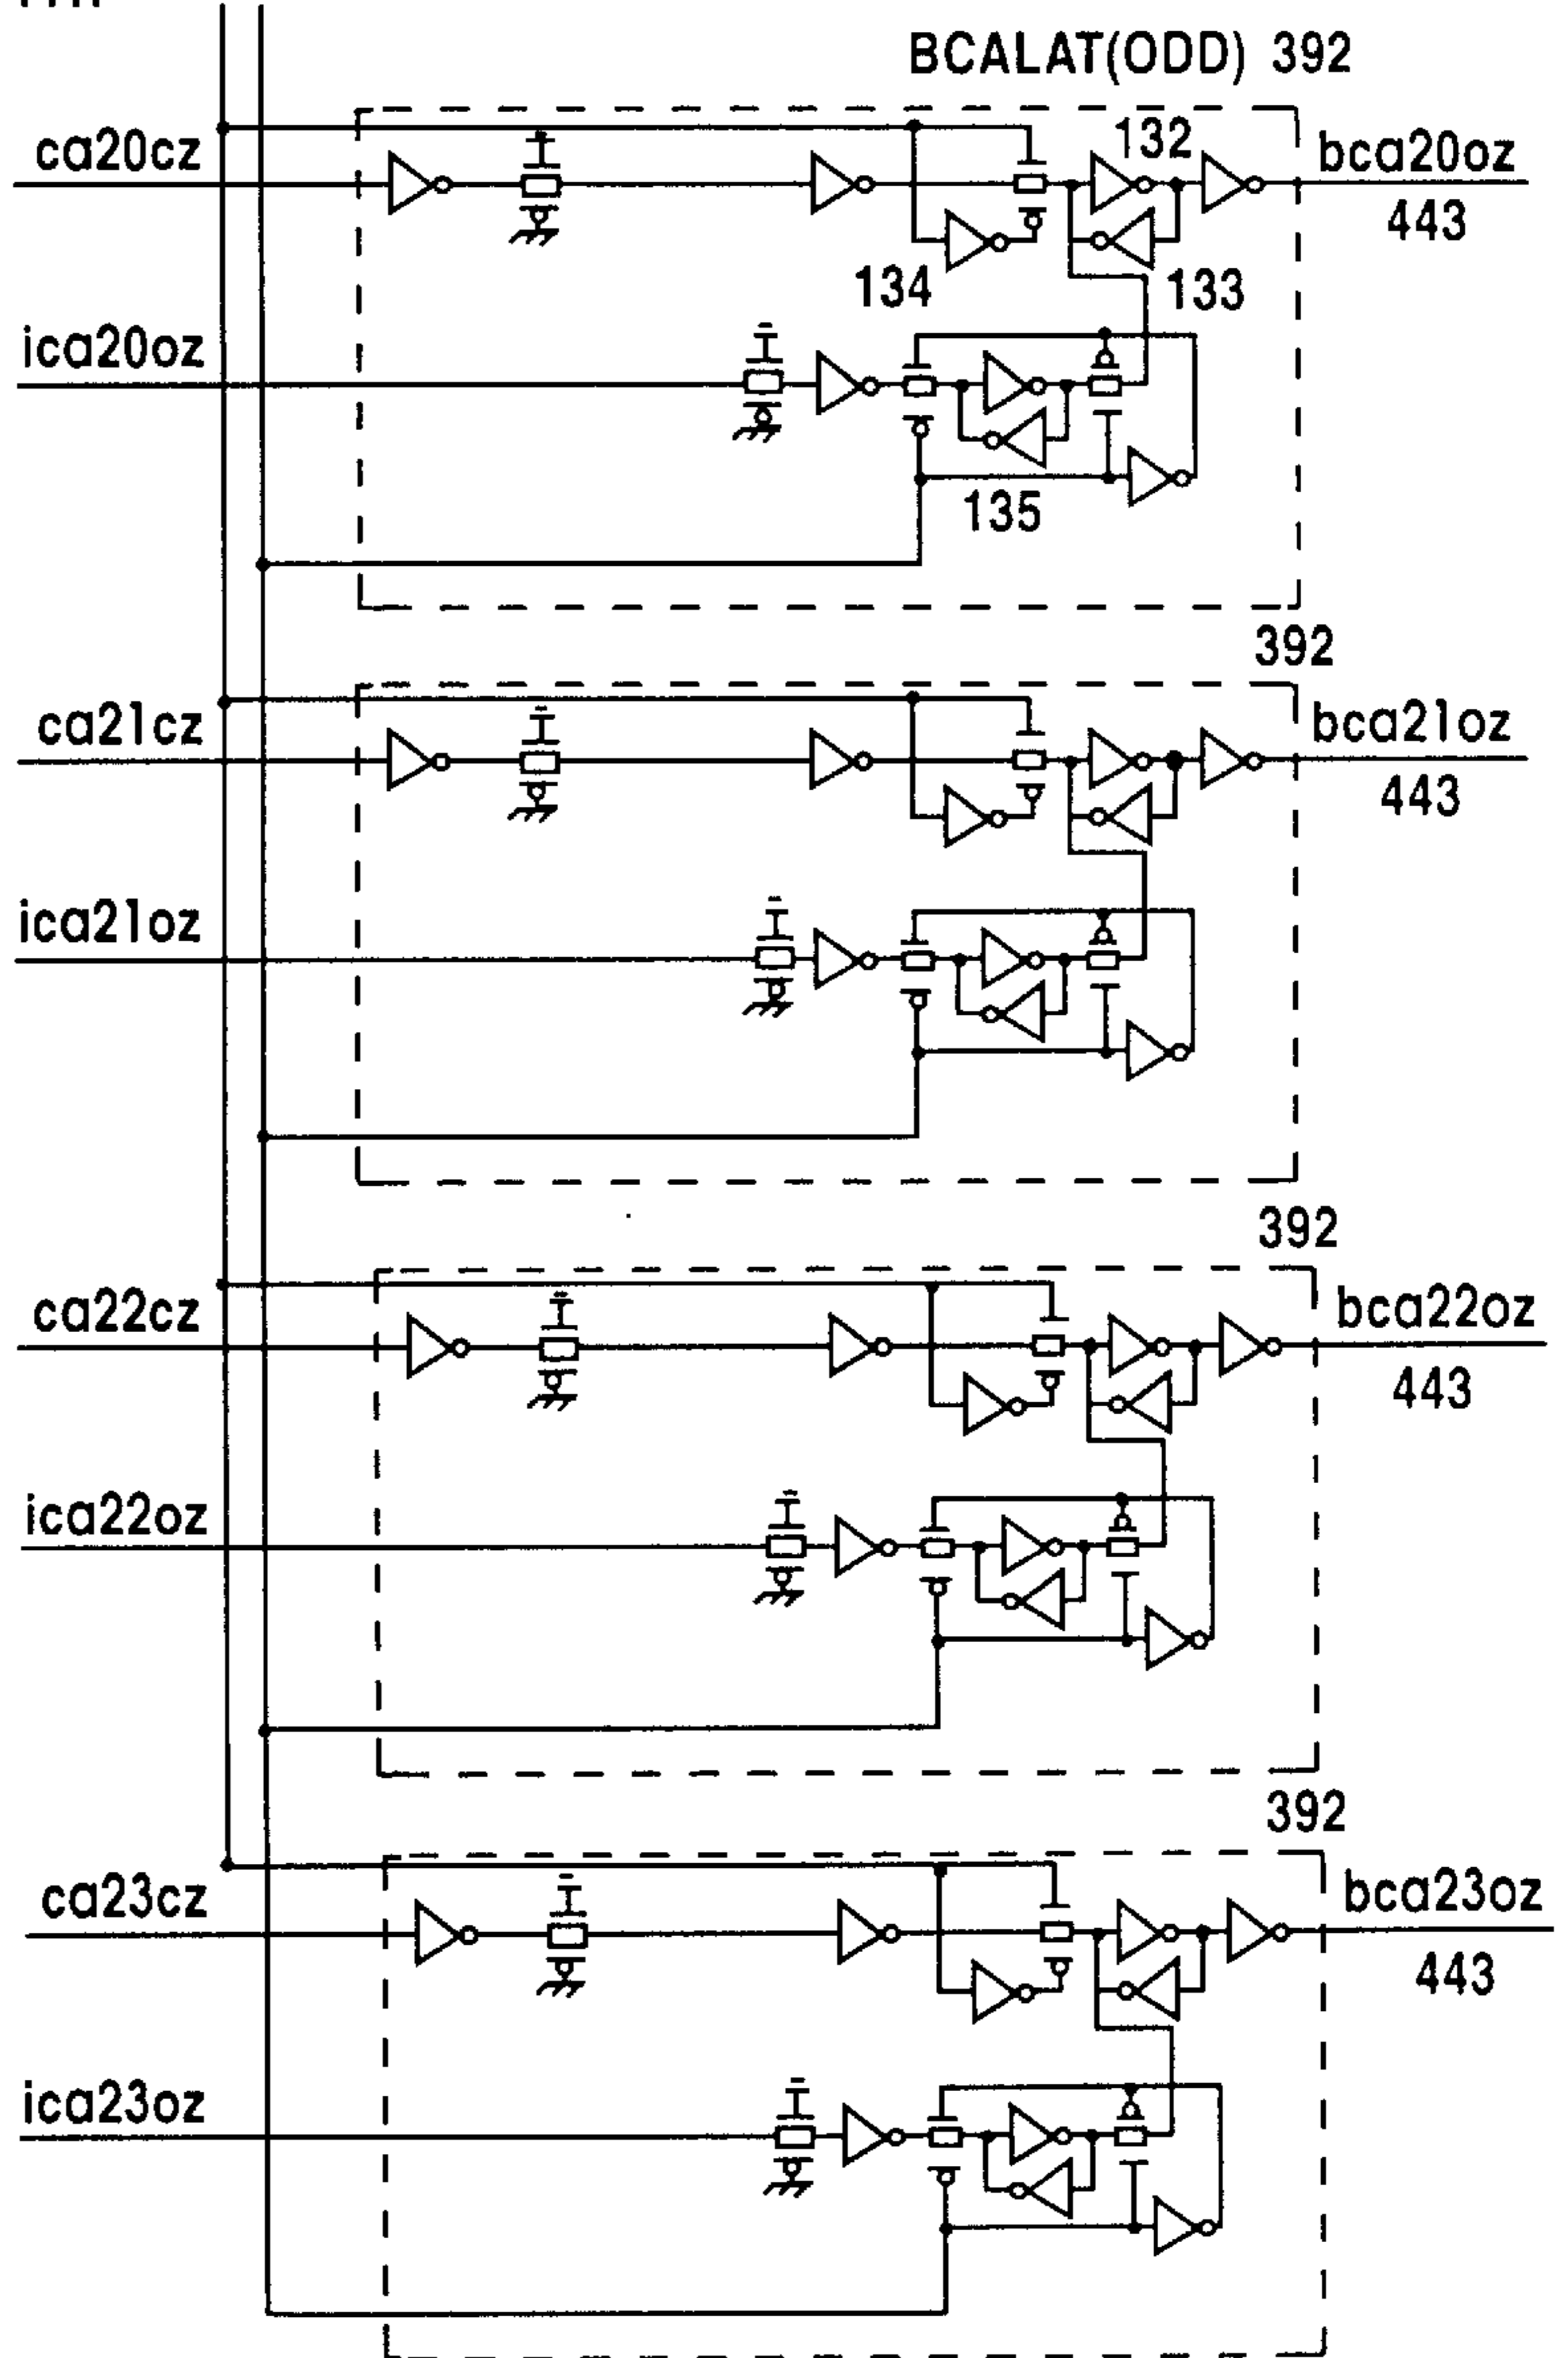 BCALAT(ODD) 392
ca20cz
132
bca20oz
443
134
133
ica20oz
135
392
ca21cz
bca21oz
443
ica21oz
392
ca22cz
bca22oz
443
ica22oz
392
ca23cz
bca23oz
443
ica23oz